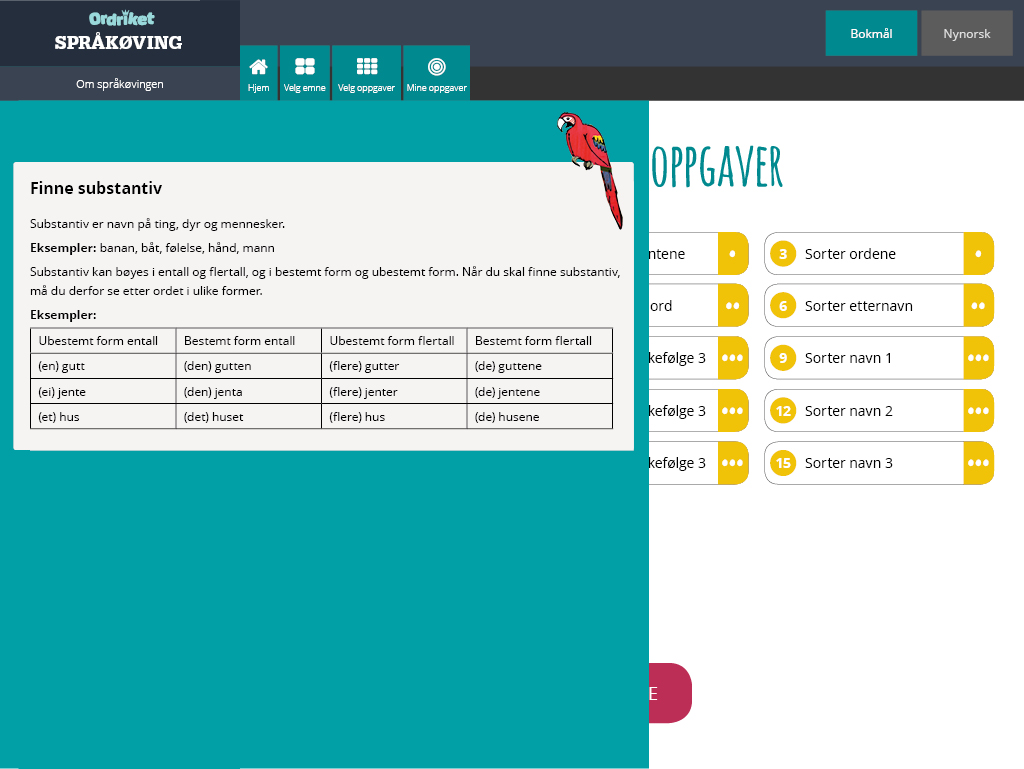 Ordriket
SPRÅKØVING
Bokmål
Nynorsk
Om språkøvingen
Hjem
Velg emne
Velg oppgaver
Mine oppgaver
Finne substantiv
Substantiv er navn på ting, dyr og mennesker.
Eksempler: banan, båt, følelse, hånd, mann
Substantiv kan bøyes i entall og flertall, og i bestemt form og ubestemt form. Når du skal finne substantiv,
må du derfor se etter ordet i ulike former.
Eksempler:
Ubestemt form entall Bestemt form entall Ubestemt form flertall Bestemt form flertall
(en) gutt (den) gutten (flere) gutter (de) guttene
(ei) jente (den) jenta (flere) jenter (de) jentene
(et) hus (det) huset (flere) hus (de) husene
OPPGAVER
ntene
3 Sorter ordene
ord
6 Sorter etternavn
kefølge 3
9 Sorter navn 1
kefølge 3
12 Sorter navn 2
kefølge 3
15 Sorter navn 3
E